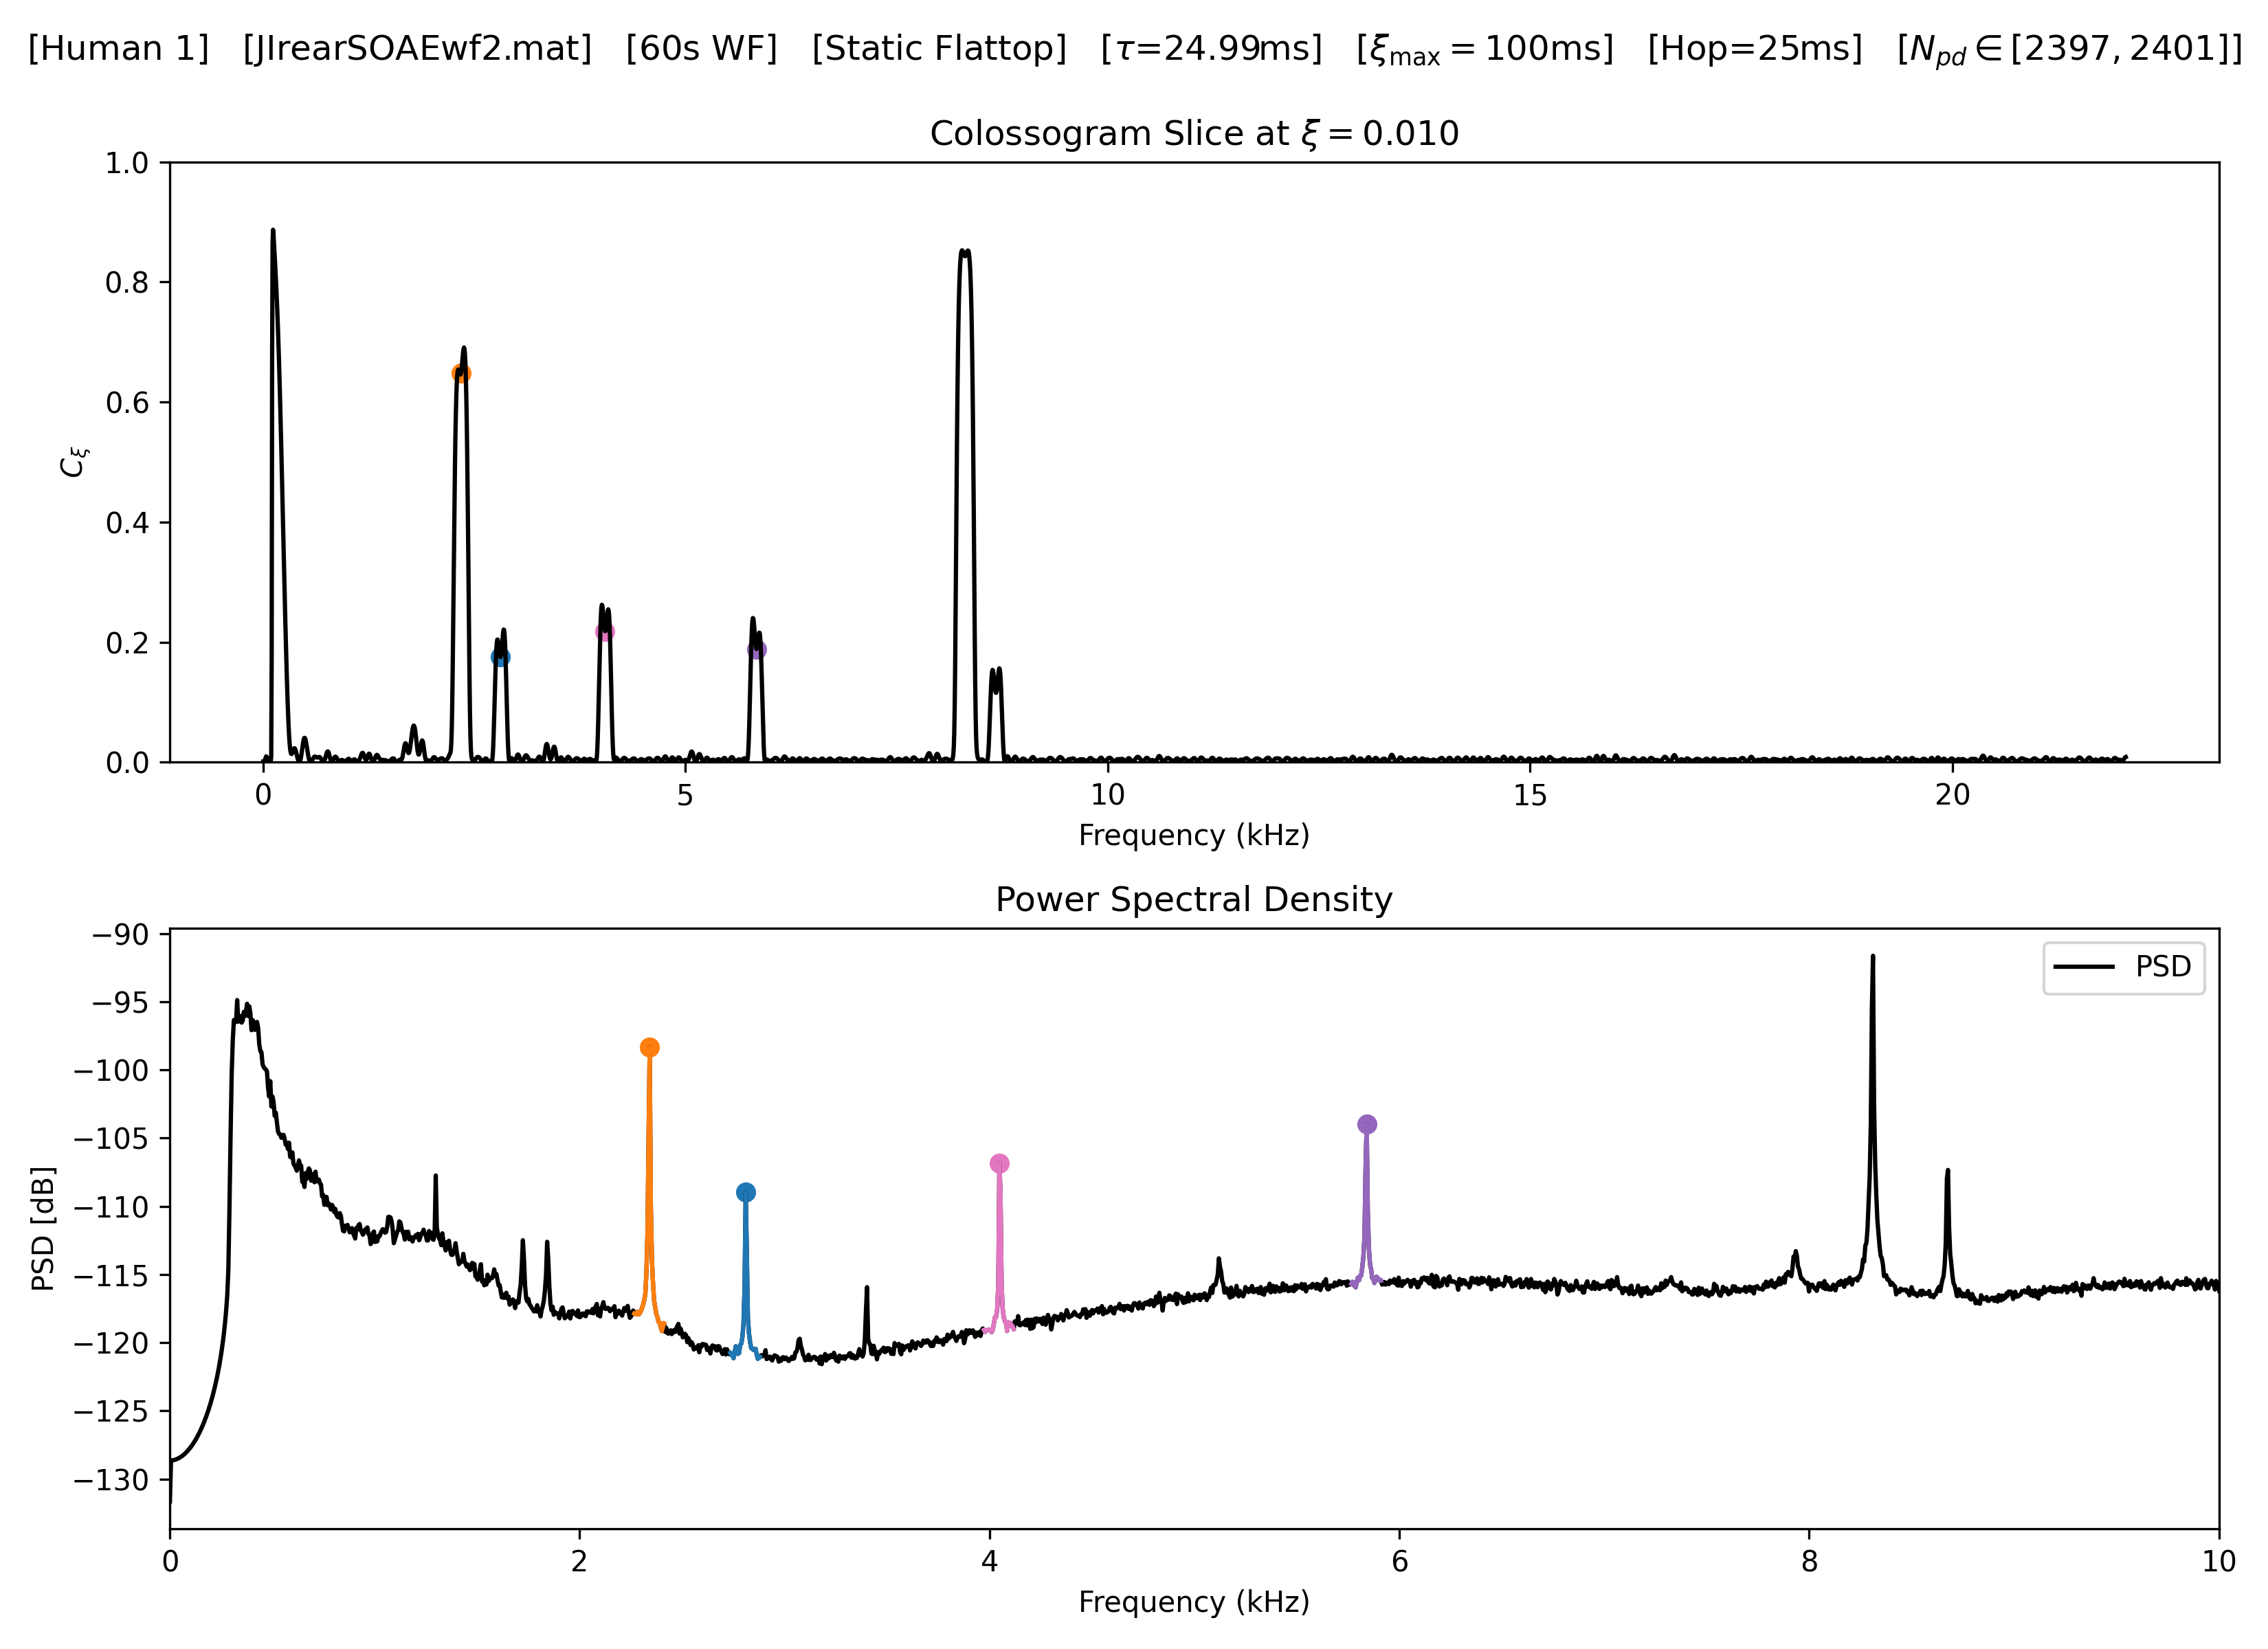 [Human 1] [JIrearSOAEwf2.mat] [60s WF] [Static Flattop] [τ=24.99ms] [ξmax = 100ms] [Hop=25ms] [Npd ∈ [2397, 2401]]
Colossogram Slice at ξ = 0.010
1.0
0.8
0.6
0.4
0.2
0.0
Cξ
0 5 10 15 20
Frequency (kHz)
Power Spectral Density
PSD
−90
−95
−100
−105
−110
−115
−120
−125
−130
PSD [dB]
0 2 4 6 8 10
Frequency (kHz)